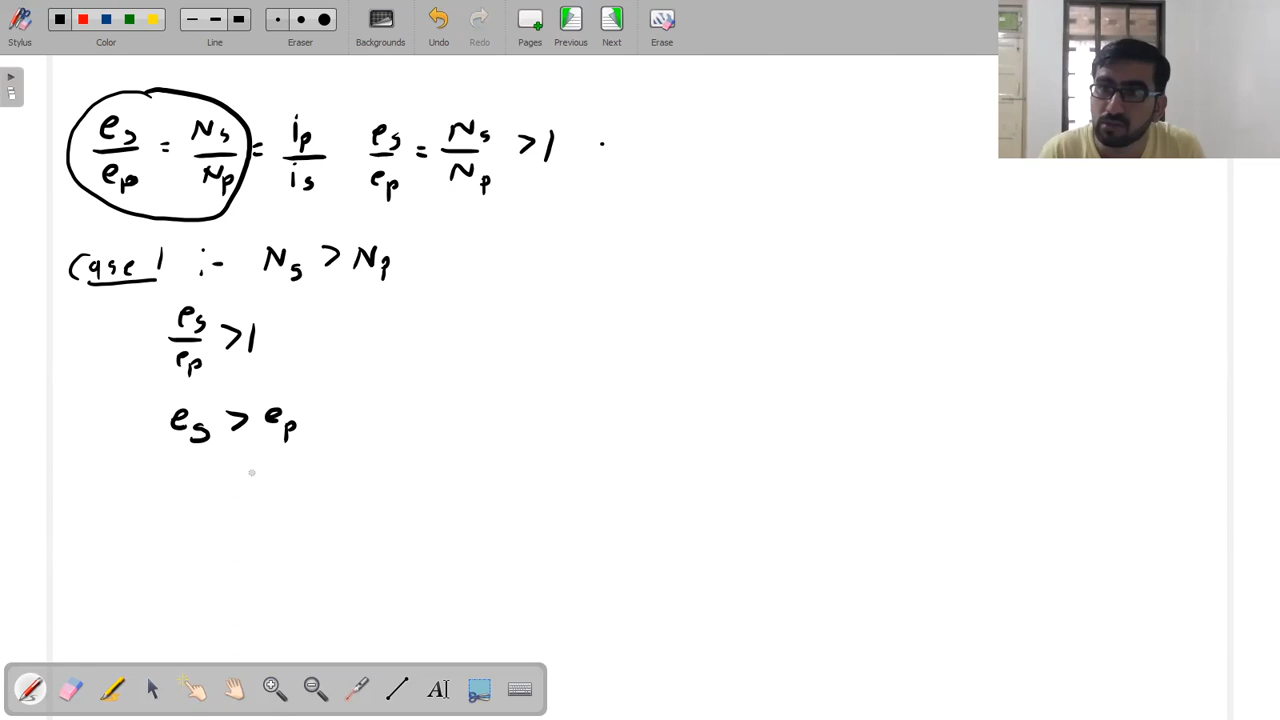 Stylus Color Line Eraser Backgrounds Undo Redo Pages Previous Next Erase
es/ep = Ns/Np = ip/is es/ep = Ns/Np >1 .
Case 1 :- Ns > Np
es/ep >1
es > ep
AI